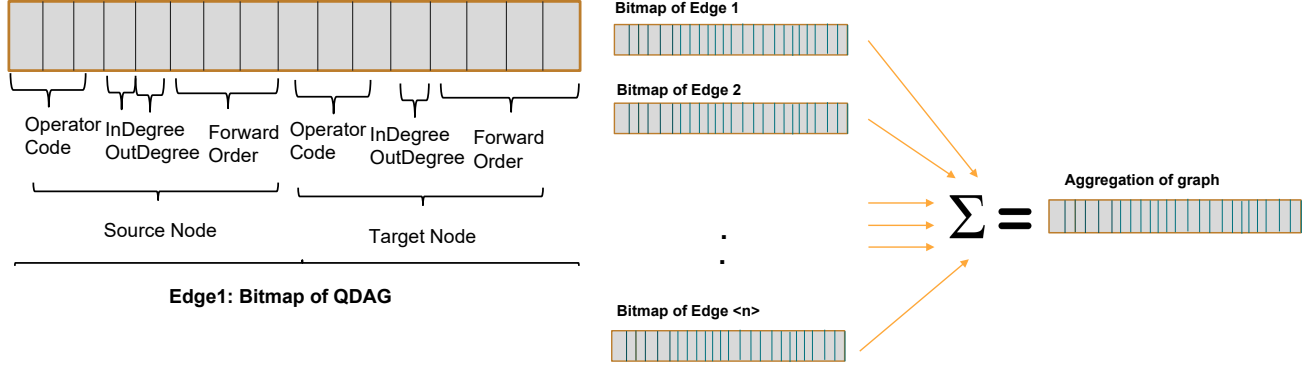 Operator
Code
InDegree
OutDegree
Forward
Order
Operator
Code
InDegree
OutDegree
Forward
Order
Source Node
Target Node
Edge1: Bitmap of QDAG
Bitmap of Edge 1
Bitmap of Edge 2
.
.
Bitmap of Edge <n>
Σ =
Aggregation of graph